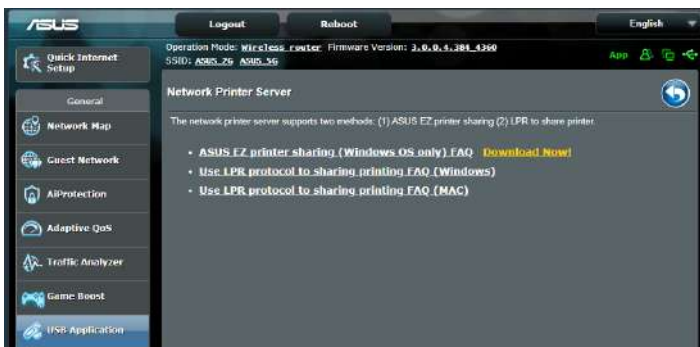 ASUS
Logout
Reboot
English
Quick Internet
Setup
Operation Mode: Wireless router Firmware Version: 3.0.0.4.384_4360
SSID: ASUS_2G ASUS_5G
App
General
Network Map
Guest Network
AiProtection
Adaptive QoS
Traffic Analyzer
Game Boost
USB Application
Network Printer Server
The network printer server supports two methods: (1) ASUS EZ printer sharing (2) LPR to share printer.
• ASUS EZ printer sharing (Windows OS only) FAQ Download Now!
• Use LPR protocol to sharing printing FAQ (Windows)
• Use LPR protocol to sharing printing FAQ (MAC)